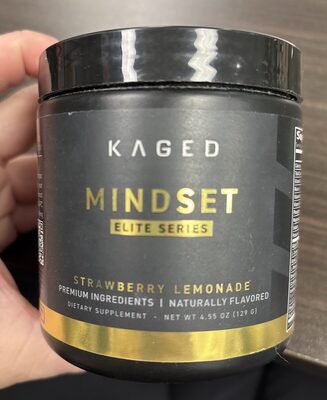 KAGED
MINDSET
ELITE SERIES
STRAWBERRY LEMONADE
PREMIUM INGREDIENTS | NATURALLY FLAVORED
DIETARY SUPPLEMENT - NET WT 4.55 OZ (129 G)